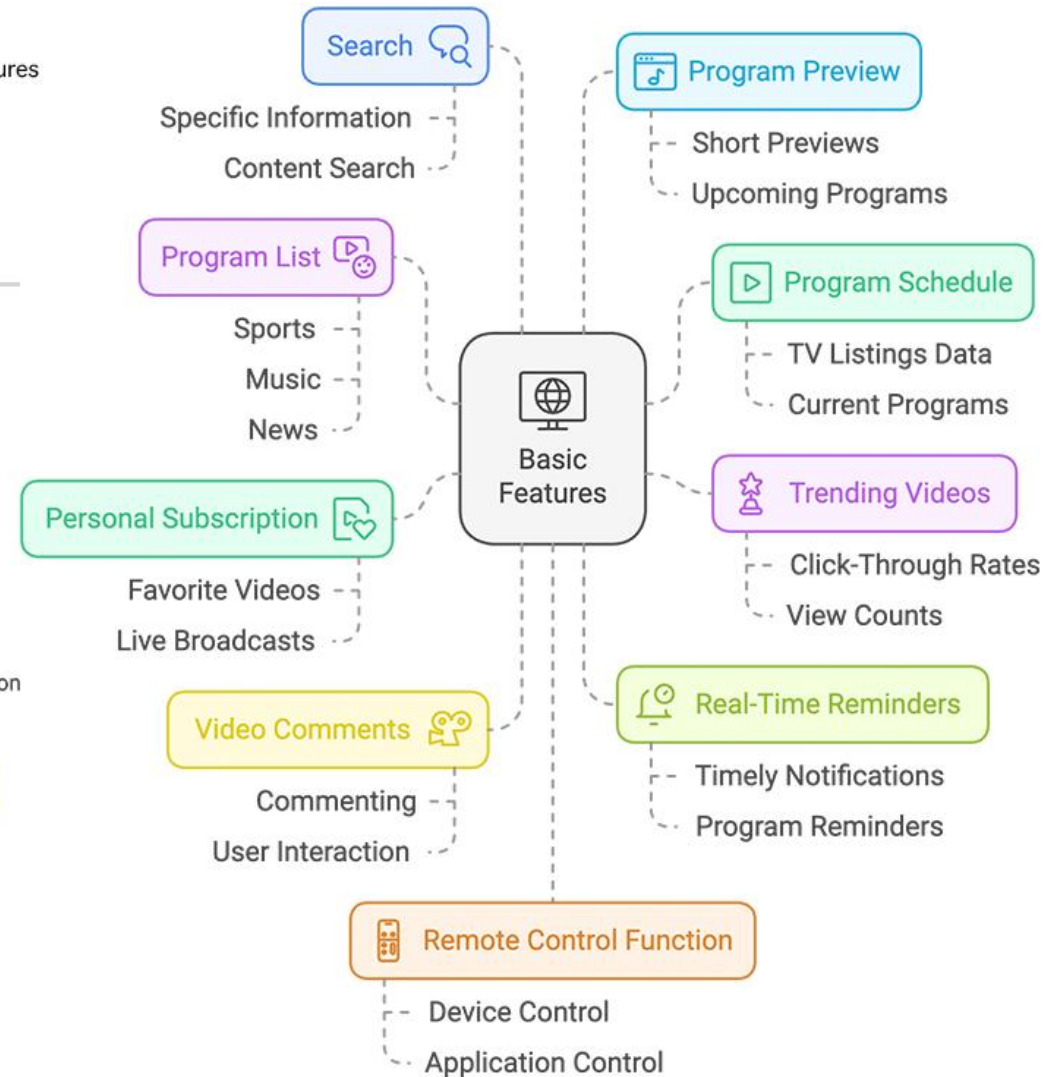 ures
on
Search
Specific Information
Content Search
Program List
Sports
Music
News
Personal Subscription
Favorite Videos
Live Broadcasts
Video Comments
Commenting
User Interaction
Basic
Features
Program Preview
Short Previews
Upcoming Programs
Program Schedule
TV Listings Data
Current Programs
Trending Videos
Click-Through Rates
View Counts
Real-Time Reminders
Timely Notifications
Program Reminders
Remote Control Function
Device Control
Application Control